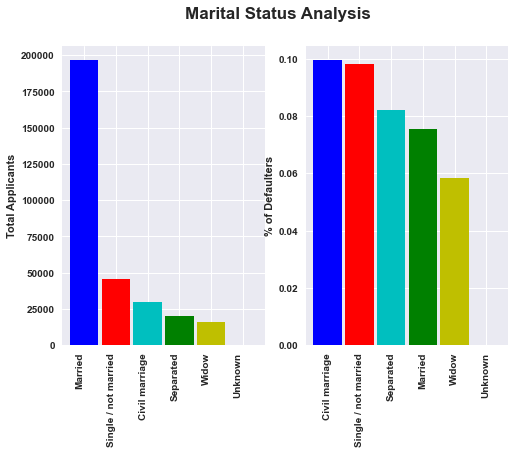 Marital Status Analysis
Total Applicants
200000
175000
150000
125000
100000
75000
50000
25000
0
Married
Single / not married
Civil marriage
Separated
Widow
Unknown
% of Defaulters
0.10
0.08
0.06
0.04
0.02
0.00
Civil marriage
Single / not married
Separated
Married
Widow
Unknown